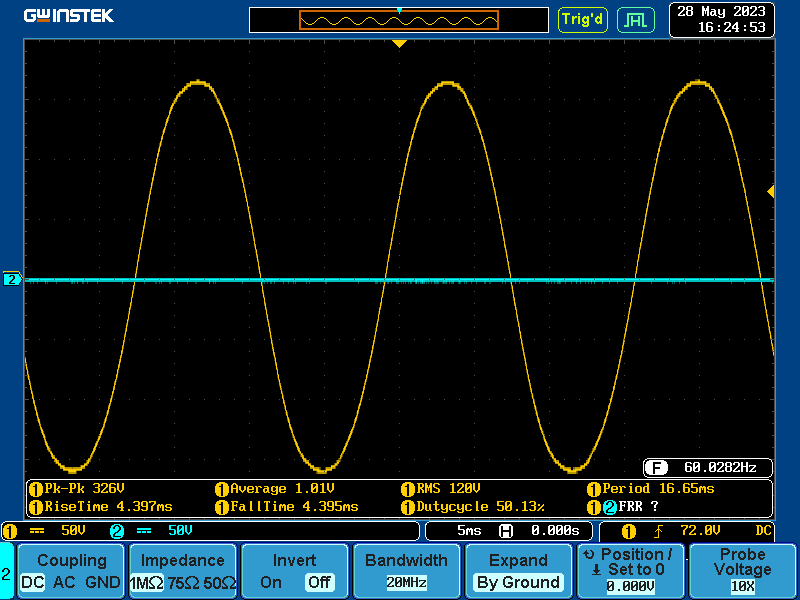 GWINSTEK
Trig'd
28 May 2023
16:24:53
2
F 60.0282Hz
1 Pk-Pk 326V 1 Average 1.01V 1 RMS 120V 1 Period 16.65ms
1 RiseTime 4.397ms 1 FallTime 4.395ms 1 Dutycycle 50.13% 1 2 FRR ?
1 50V 2 50V 5ms H 0.000s 1 72.0V DC
2
Coupling
DC AC GND
Impedance
1MΩ 75Ω 50Ω
Invert
On Off
Bandwidth
20MHz
Expand
By Ground
Position /
Set to 0
0.000V
Probe
Voltage
10X